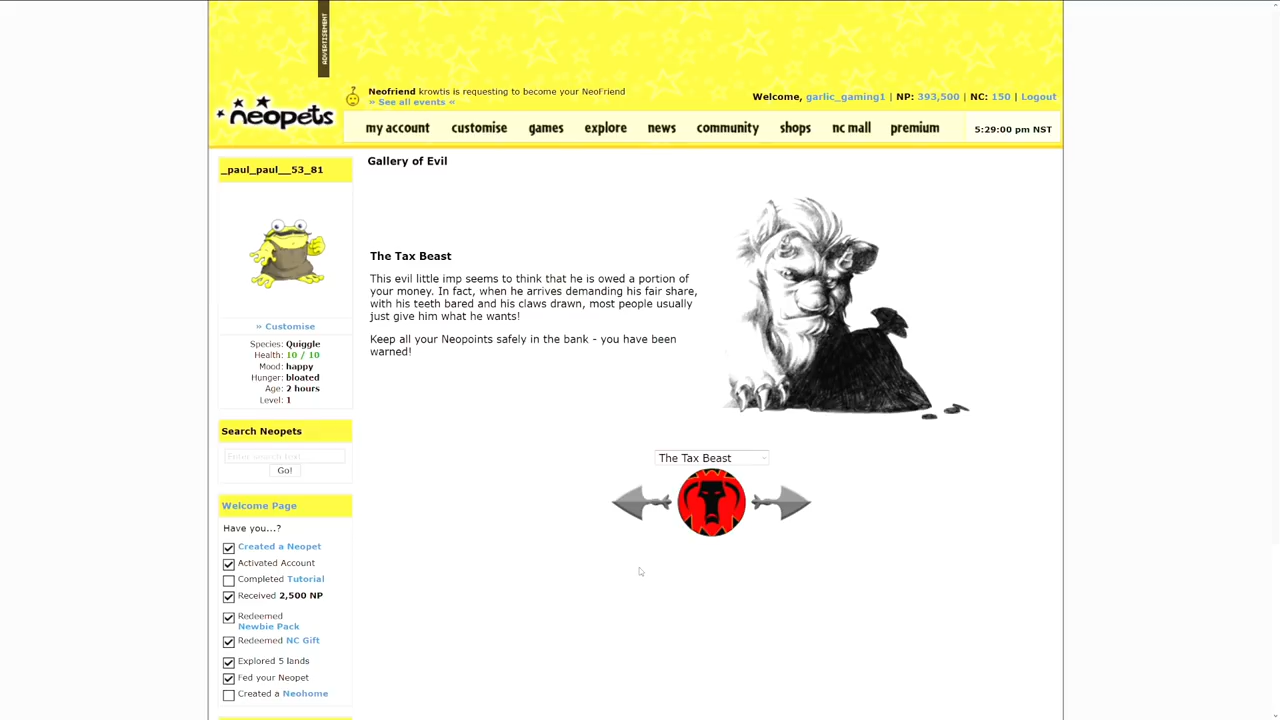 ADVERTISEMENT
Neofriend krowtis is requesting to become your NeoFriend
» See all events «
Welcome, garlic_gaming1 | NP: 393,500 | NC: 150 | Logout
neopets
my account customise games explore news community shops nc mall premium 5:29:00 pm NST
_paul_paul__53_81
Gallery of Evil
The Tax Beast
This evil little imp seems to think that he is owed a portion of
your money. In fact, when he arrives demanding his fair share,
with his teeth bared and his claws drawn, most people usually
just give him what he wants!
Keep all your Neopoints safely in the bank - you have been
warned!
The Tax Beast
» Customise
Species: Quiggle
Health: 10 / 10
Mood: happy
Hunger: bloated
Age: 2 hours
Level: 1
Search Neopets
Enter search text...
Go!
Welcome Page
Have you...?
Created a Neopet
Activated Account
Completed Tutorial
Received 2,500 NP
Redeemed
Newbie Pack
Redeemed NC Gift
Explored 5 lands
Fed your Neopet
Created a Neohome